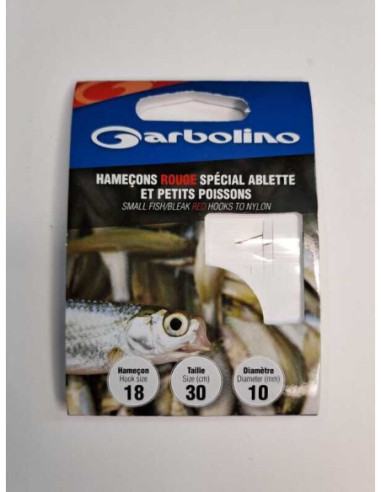 Garbolino
HAMEÇONS ROUGE SPÉCIAL ABLETTE
ET PETITS POISSONS
SMALL FISH/BLEAK RED HOOKS TO NYLON
Hameçon Taille Diamètre
Hook size Size (cm) Diameter (mm)
18 30 10